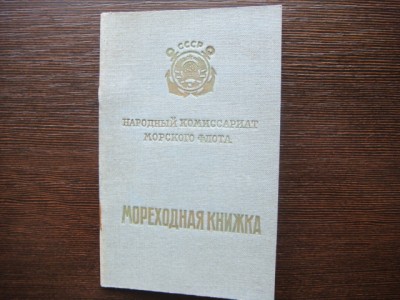 СССР
НАРОДНЫЙ КОМИССАРИАТ
МОРСКОГО ФЛОТА
МОРЕХОДНАЯ КНИЖКА